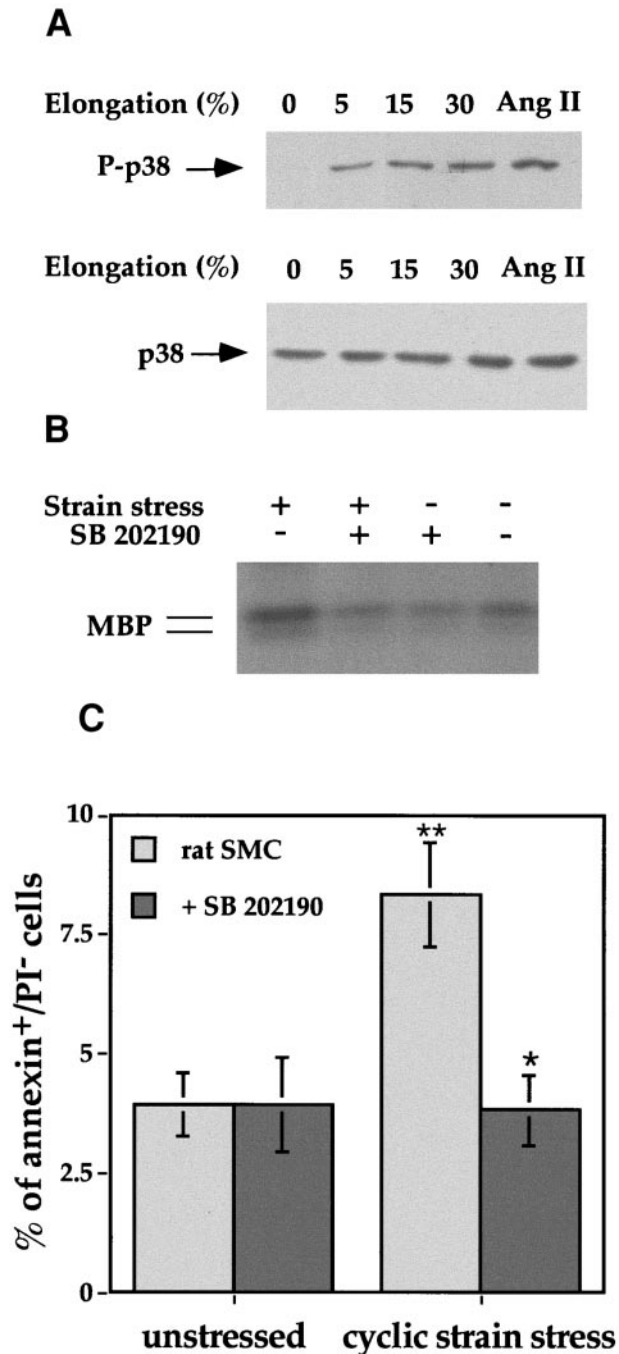 A
Elongation (%) 0 5 15 30 Ang II
P-p38
Elongation (%) 0 5 15 30 Ang II
p38
B
Strain stress + + - -
SB 202190 - + + -
MBP
C
10
7.5
5
2.5
0
% of annexin⁺/PI⁻ cells
rat SMC
+ SB 202190
**
*
unstressed cyclic strain stress